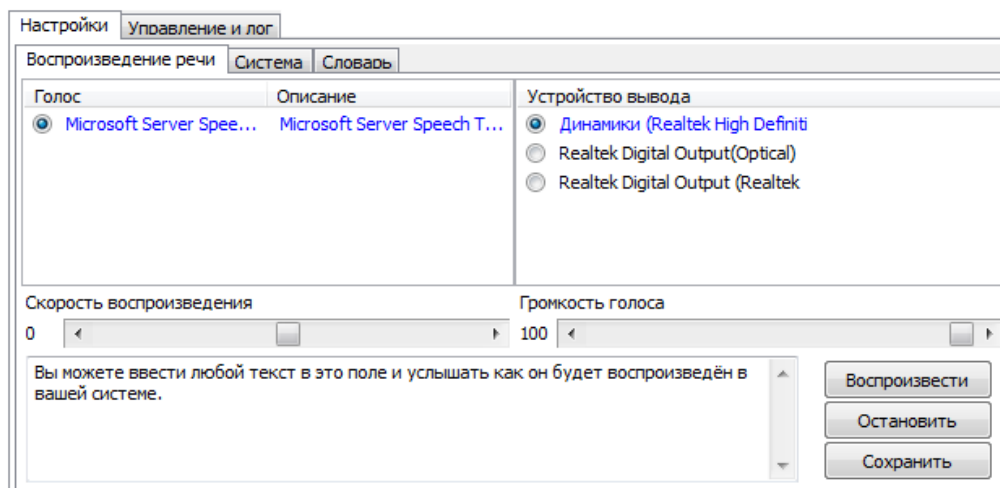 Настройки Управление и лог
Воспроизведение речи Система Словарь
Голос Описание Устройство вывода
Microsoft Server Spee... Microsoft Server Speech T... Динамики (Realtek High Definiti
Realtek Digital Output(Optical)
Realtek Digital Output (Realtek
Скорость воспроизведения Громкость голоса
0 100
Вы можете ввести любой текст в это поле и услышать как он будет воспроизведён в
вашей системе.
Воспроизвести
Остановить
Сохранить